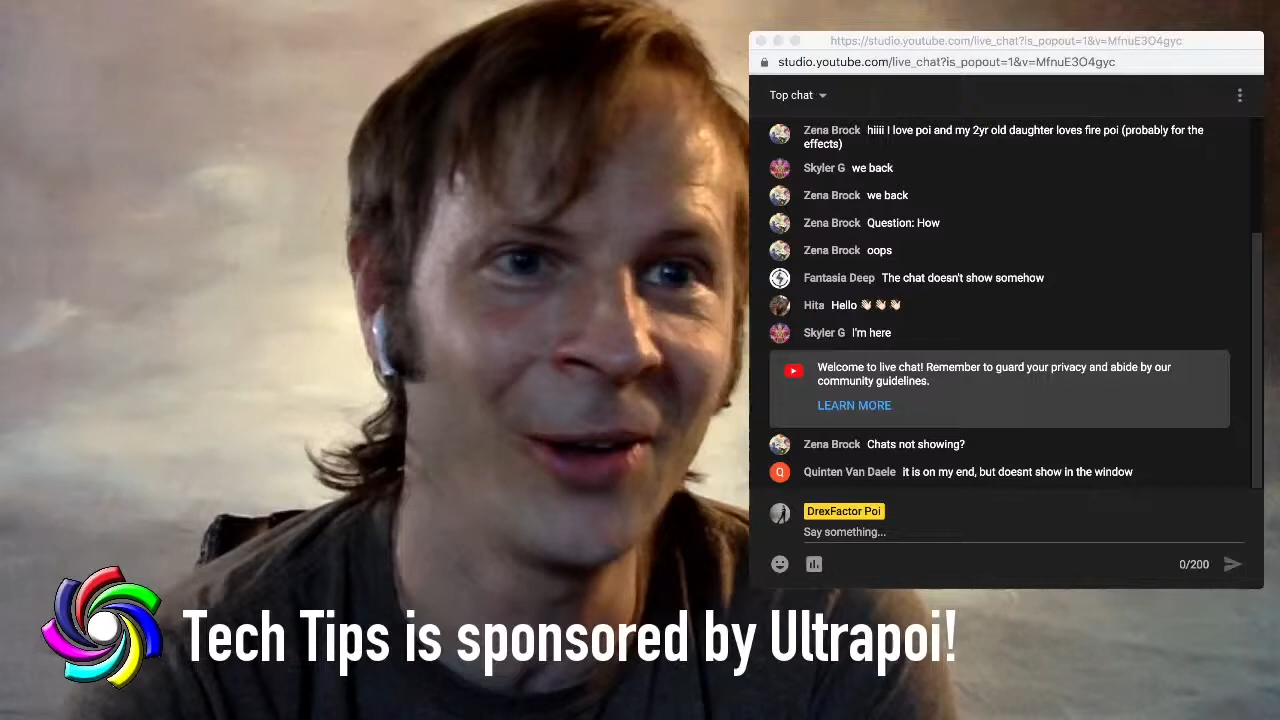 https://studio.youtube.com/live_chat?is_popout=1&v=MfnuE3O4gyc
studio.youtube.com/live_chat?is_popout=1&v=MfnuE3O4gyc
Top chat
Zena Brock hiiii I love poi and my 2yr old daughter loves fire poi (probably for the
effects)
Skyler G we back
Zena Brock we back
Zena Brock Question: How
Zena Brock oops
Fantasia Deep The chat doesn't show somehow
Hita Hello 👋🏻👋🏻👋🏻
Skyler G I'm here
Welcome to live chat! Remember to guard your privacy and abide by our
community guidelines.
LEARN MORE
Zena Brock Chats not showing?
Q Quinten Van Daele it is on my end, but doesnt show in the window
DrexFactor Poi
Say something...
0/200
Tech Tips is sponsored by Ultrapoi!